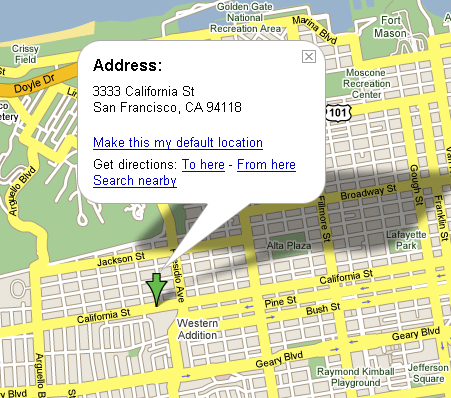 Golden Gate
National
Recreation Area
Crissy
Field
Fort
Mason
Marina Blvd
Doyle Dr
Moscone
Recreation
Center
101
Address:
3333 California St
San Francisco, CA 94118
Make this my default location
Get directions: To here - From here
Search nearby
Arguello Blvd
Broadway St
Gough St
Franklin St
Fillmore St
Lafayette
Park
Alta Plaza
Jackson St
Presidio Ave
California St
California St
Pine St
Bush St
Western
Addition
Geary Blvd
Geary Blvd
Arguello Blvd
Raymond Kimball
Playground
Jefferson
Square